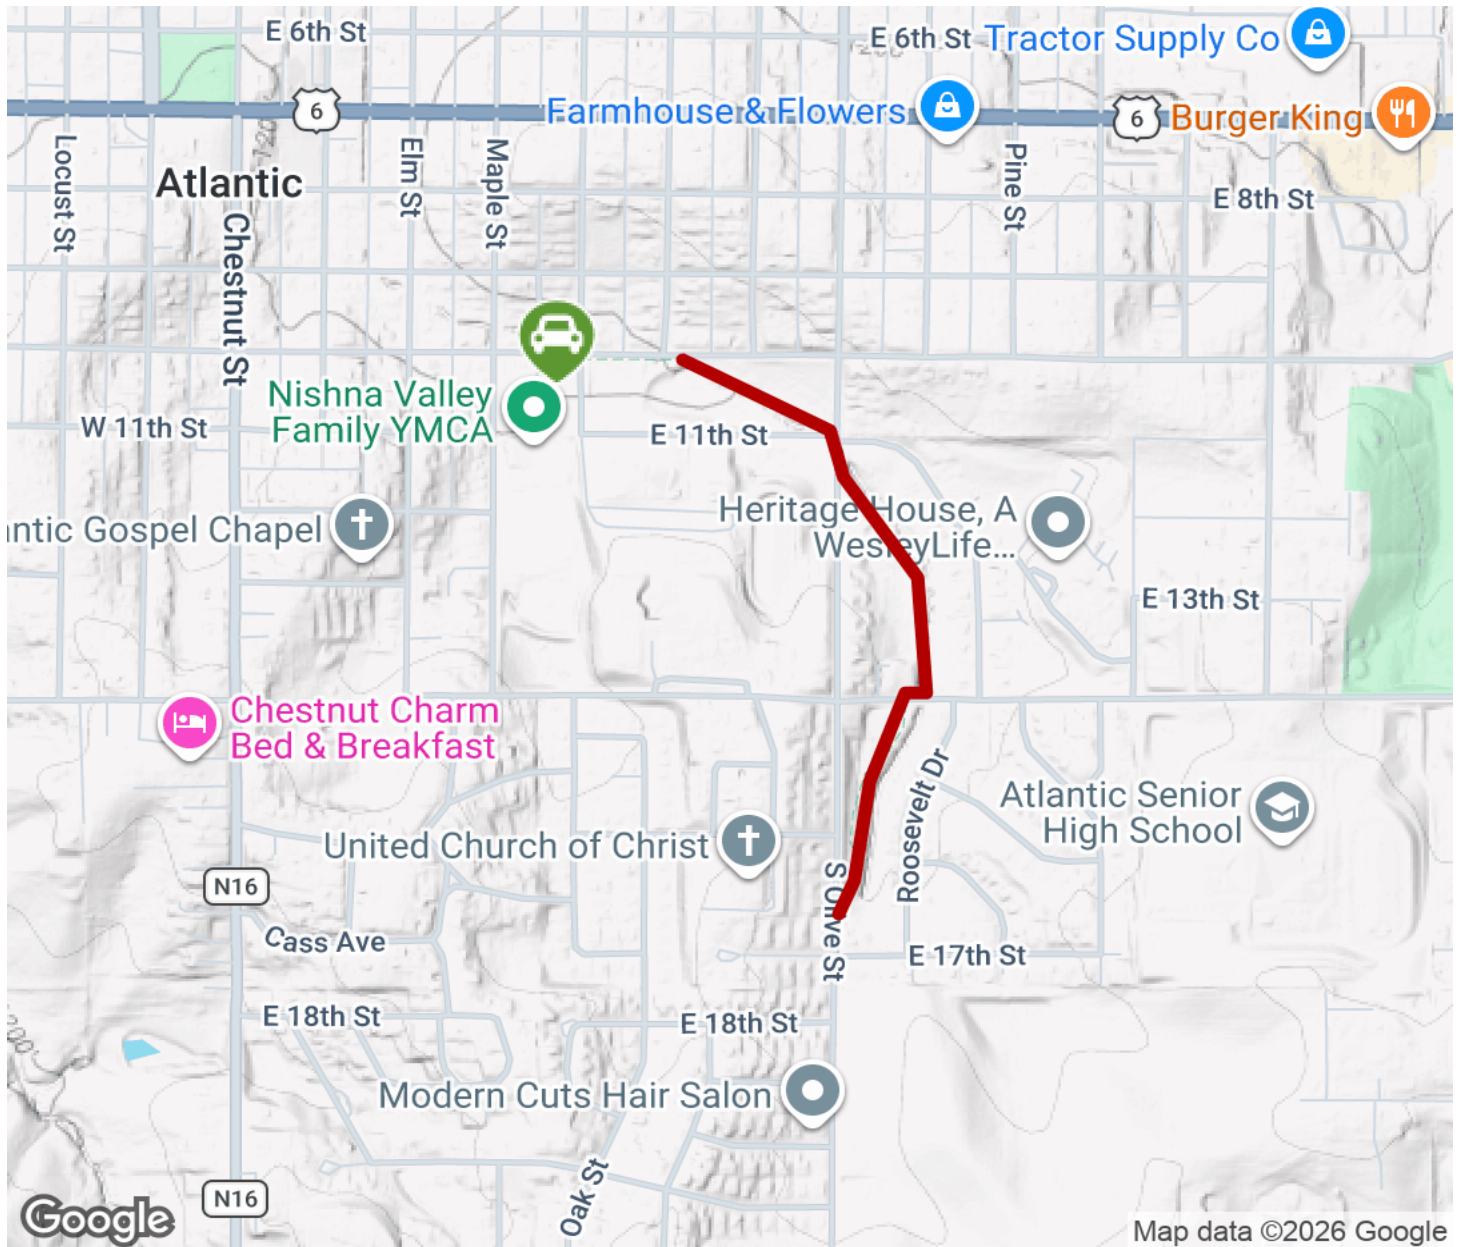 E 6th St
E 6th St
Tractor Supply Co
6
Farmhouse & Flowers
6
Burger King
Locust St
Elm St
Maple St
Pine St
Atlantic
E 8th St
Chestnut St
Nishna Valley
Family YMCA
W 11th St
E 11th St
Heritage House, A
WesleyLife...
antic Gospel Chapel
E 13th St
Chestnut Charm
Bed & Breakfast
Roosevelt Dr
Atlantic Senior
High School
United Church of Christ
N16
S Olive St
Cass Ave
E 17th St
E 18th St
E 18th St
Modern Cuts Hair Salon
N16
Oak St
Google
Map data ©2026 Google